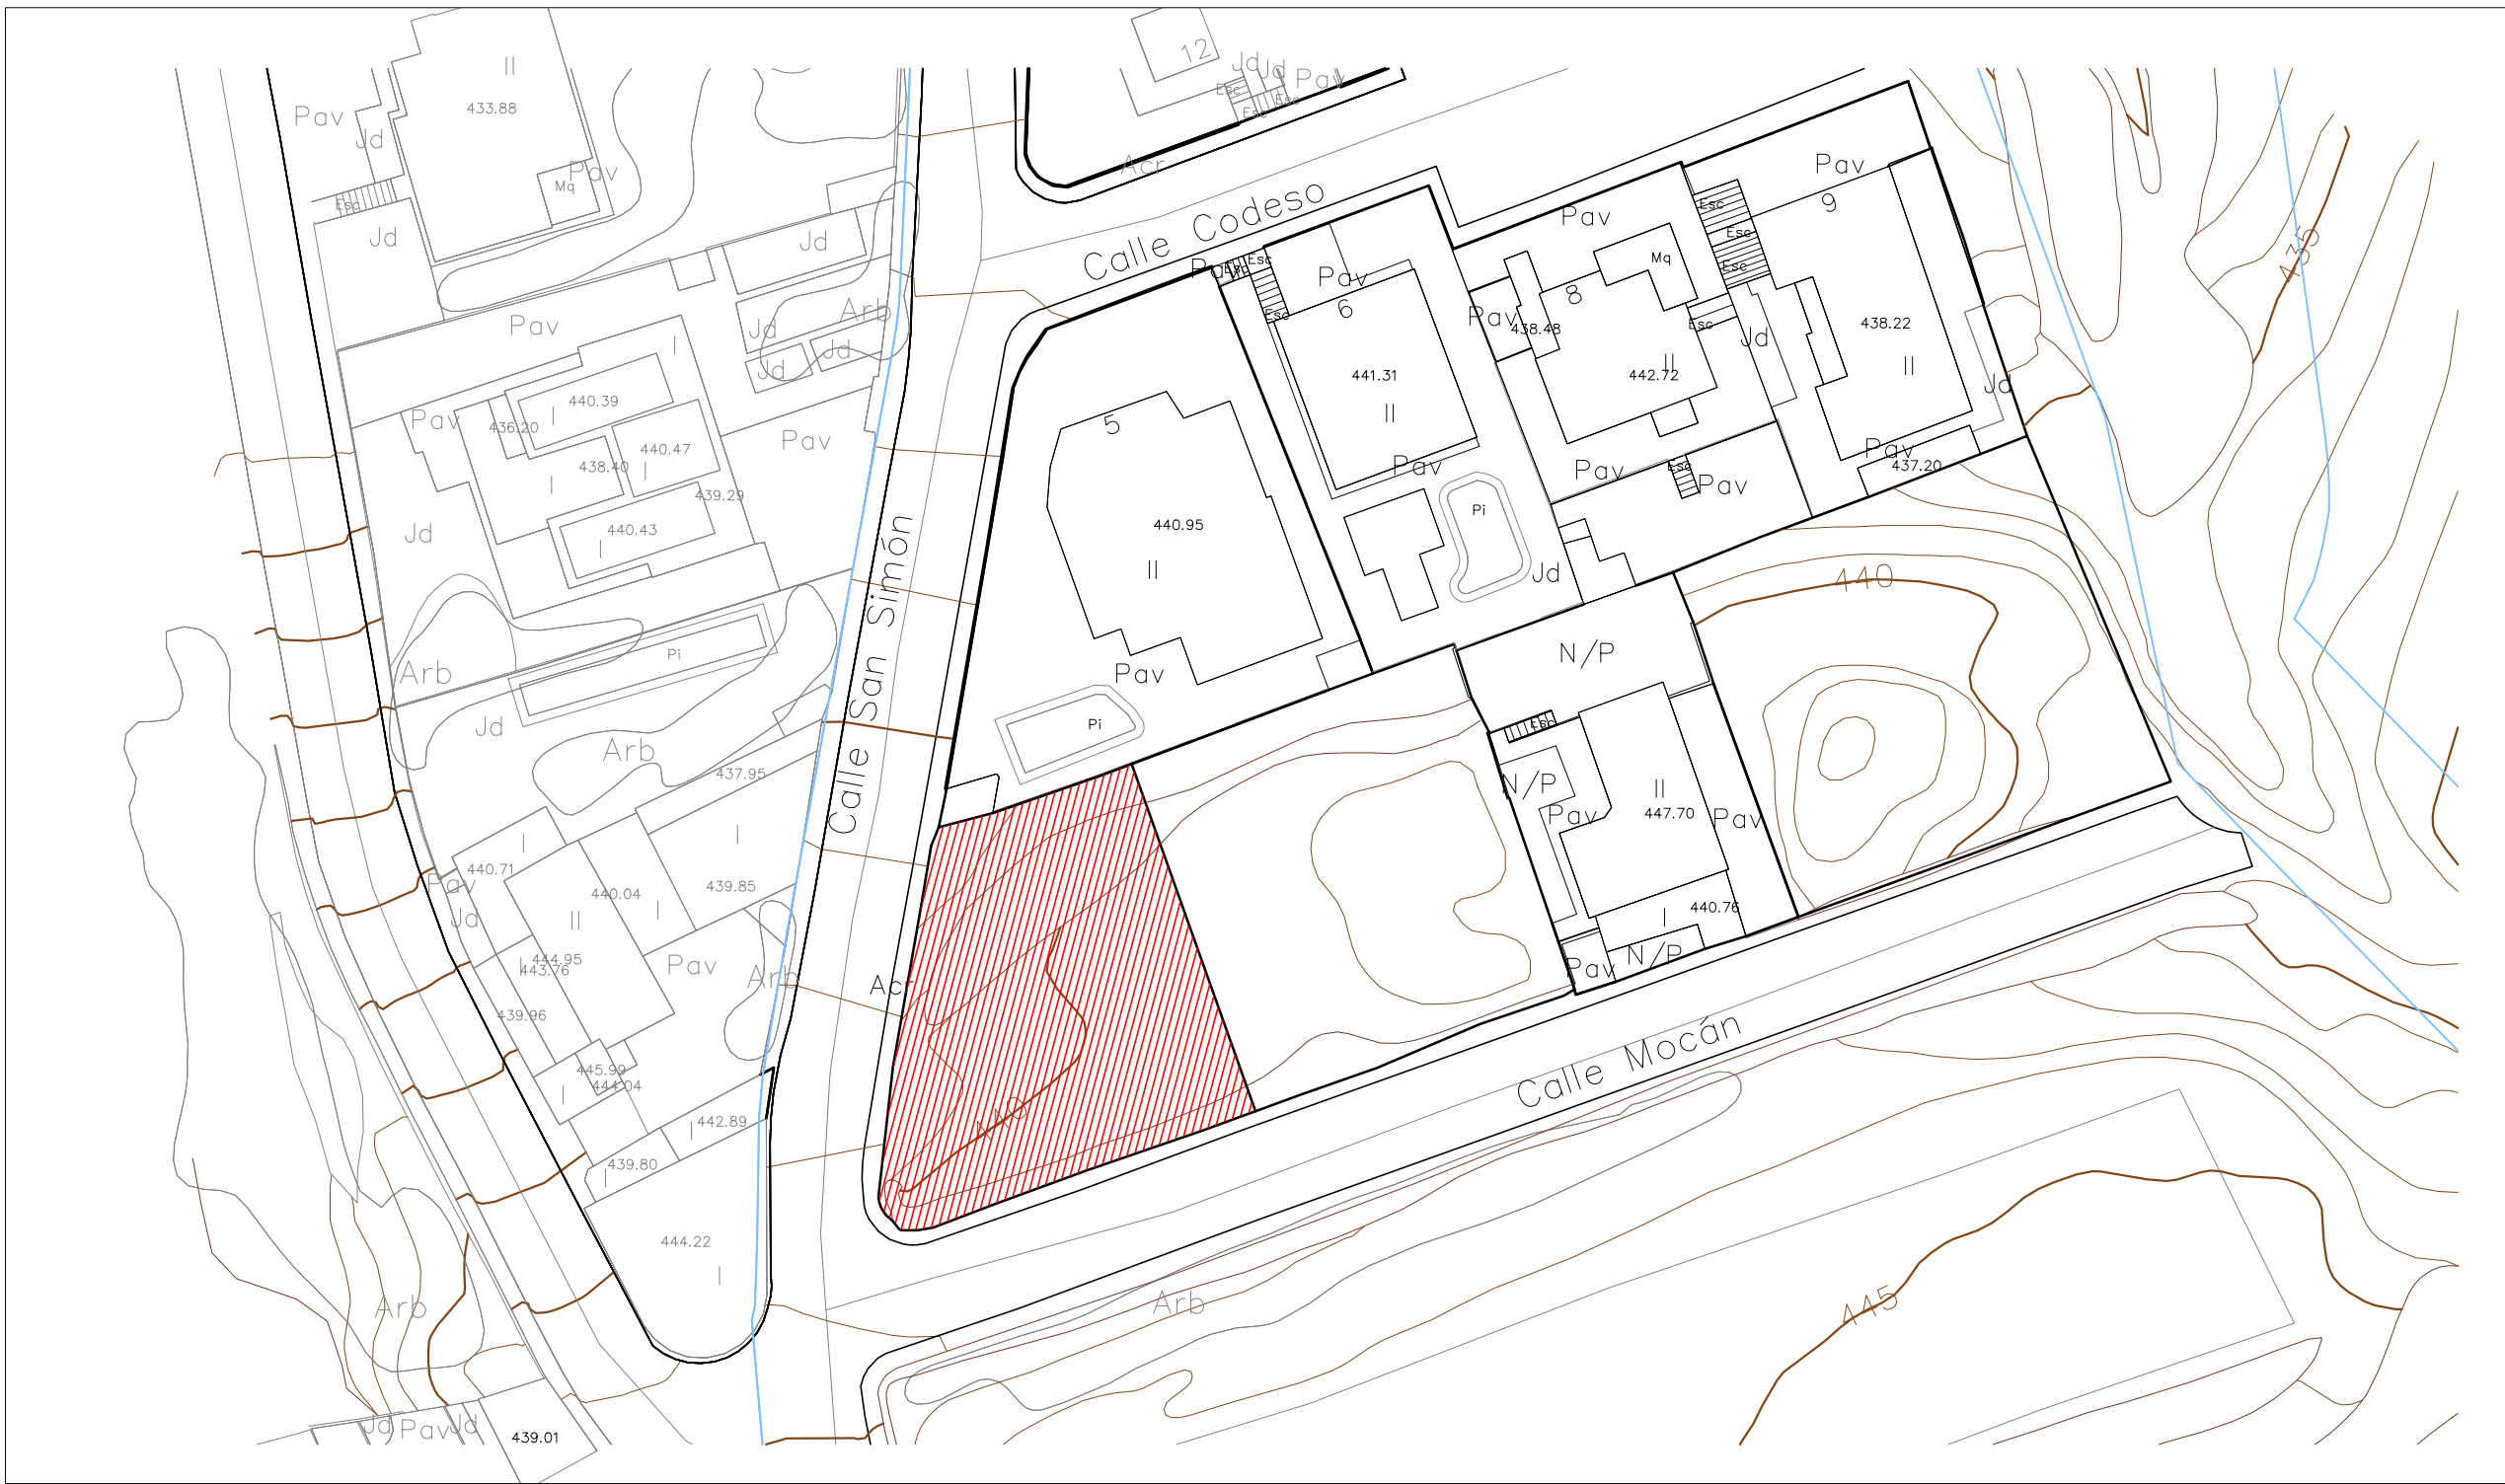 12
Jd
Jd
Pav
Esc
Esc
Esc
II
433.88
Pav
Jd
Pav
Mq
Esc
Jd
Acr
Calle Codeso
Pav
Pav
9
Esc
Esc
Esc
Esc
Mq
435
Jd
Arb
Pav
Jd
Jd
Jd
I
Pav
Esc
Esc
Esc
Pav
6
8
Pav
438.48
438.22
II
Jd
442.72
II
441.31
II
Jd
440.39
I
Pav
436.20
440.47
I
438.40
I
439.29
440.43
I
Pav
Jd
5
440.95
II
Pav
Pi
Pav
Esc
Pav
Pav
437.20
Jd
440
Calle San Simón
Pi
Arb
Jd
Arb
Pav
Pi
N/P
Esc
N/P
Pav
II
447.70
Pav
437.95
I
440.71
I
Pav
Jd
440.04
II
I
439.85
444.95
443.76
I
Pav
Arb
Acr
439.96
440.76
I
N/P
Pav
445.99
444.04
I
442.89
I
439.80
I
440
Calle Mocán
444.22
I
Arb
Arb
445
Jd
Pav
Jd
439.01